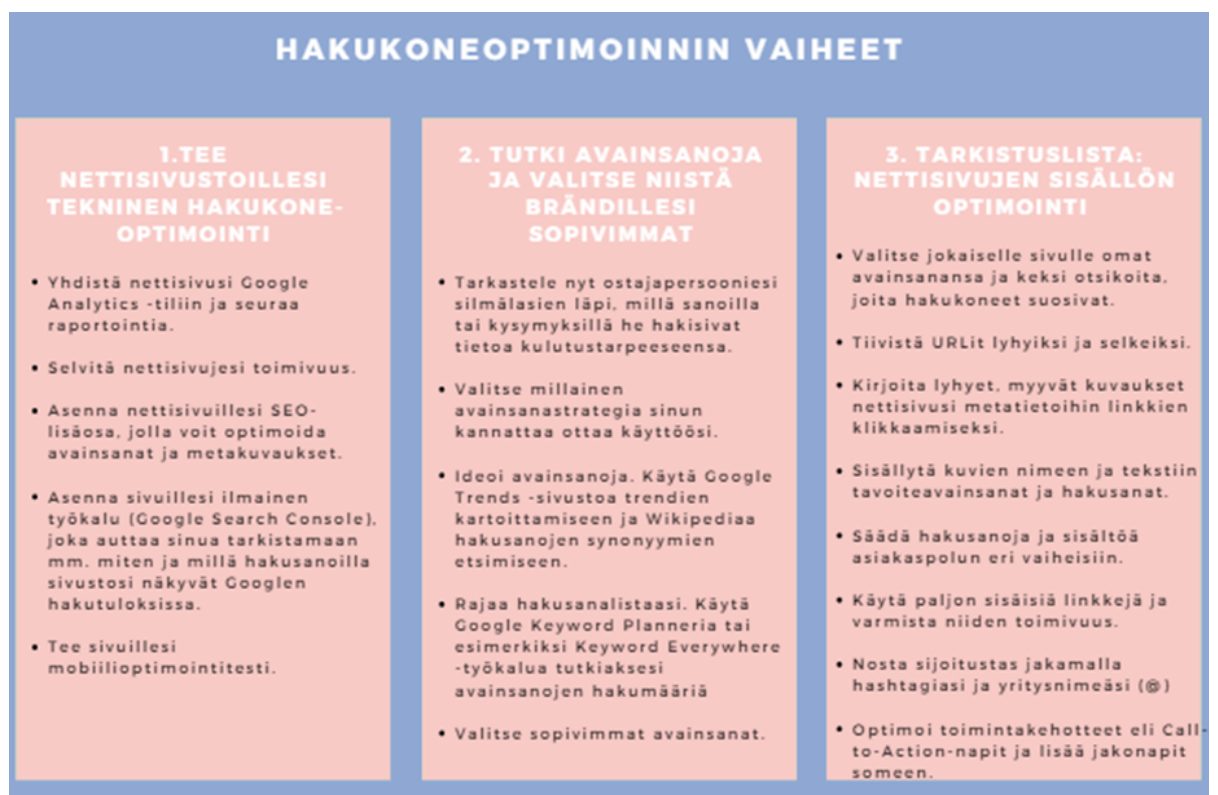 HAKUKONEOPTIMOINNIN VAIHEET
1.TEE
NETTISIVUSTOILLESI
TEKNINEN HAKUKONE-
OPTIMOINTI
• Yhdistä nettisivusi Google
Analytics -tiliin ja seuraa
raportointia.
• Selvitä nettisivujesi toimivuus.
• Asenna nettisivuillesi SEO-
lisäosa, jolla voit optimoida
avainsanat ja metakuvaukset.
• Asenna sivuillesi ilmainen
työkalu (Google Search Console),
joka auttaa sinua tarkistamaan
mm. miten ja millä hakusanoilla
sivustosi näkyvät Googlen
hakutuloksissa.
• Tee sivuillesi
mobiilioptimointitesti.
2. TUTKI AVAINSANOJA
JA VALITSE NIISTÄ
BRÄNDILLESI
SOPIVIMMAT
• Tarkastele nyt ostajapersooniesi
silmälasien läpi, millä sanoilla
tai kysymyksillä he hakisivat
tietoa kulutustarpeeseensa.
• Valitse millainen
avainsanastrategia sinun
kannattaa ottaa käyttöösi.
• Ideoi avainsanoja. Käytä Google
Trends -sivustoa trendien
kartoittamiseen ja Wikipediaa
hakusanojen synonyymien
etsimiseen.
• Rajaa hakusanalistaasi. Käytä
Google Keyword Planneria tai
esimerkiksi Keyword Everywhere
-työkalua tutkiaksesi
avainsanojen hakumääriä
• Valitse sopivimmat avainsanat.
3. TARKISTUSLISTA:
NETTISIVUJEN SISÄLLÖN
OPTIMOINTI
• Valitse jokaiselle sivulle omat
avainsanansa ja keksi otsikoita,
joita hakukoneet suosivat.
• Tiivistä URLit lyhyiksi ja selkeiksi.
• Kirjoita lyhyet, myyvät kuvaukset
nettisivusi metatietoihin linkkien
klikkaamiseksi.
• Sisällytä kuvien nimeen ja tekstiin
tavoiteavainsanat ja hakusanat.
• Säädä hakusanoja ja sisältöä
asiakaspolun eri vaiheisiin.
• Käytä paljon sisäisiä linkkejä ja
varmista niiden toimivuus.
• Nosta sijoitustas jakamalla
hashtagiasi ja yritysnimeäsi (@)
• Optimoi toimintakehotteet eli Call-
to-Action-napit ja lisää jakonapit
someen.